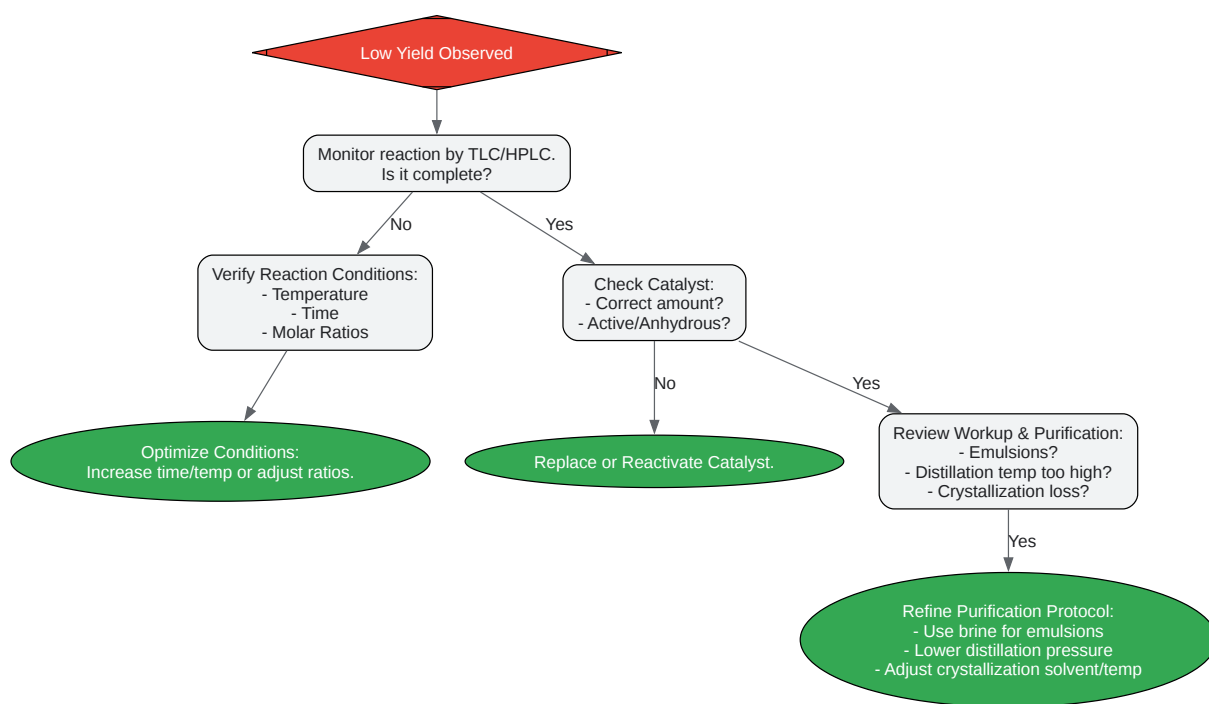 Low Yield Observed
Monitor reaction by TLC/HPLC.
Is it complete?
No
Yes
Verify Reaction Conditions:
- Temperature
- Time
- Molar Ratios
Check Catalyst:
- Correct amount?
- Active/Anhydrous?
No
Yes
Optimize Conditions:
Increase time/temp or adjust ratios.
Replace or Reactivate Catalyst.
Review Workup & Purification:
- Emulsions?
- Distillation temp too high?
- Crystallization loss?
Yes
Refine Purification Protocol:
- Use brine for emulsions
- Lower distillation pressure
- Adjust crystallization solvent/temp